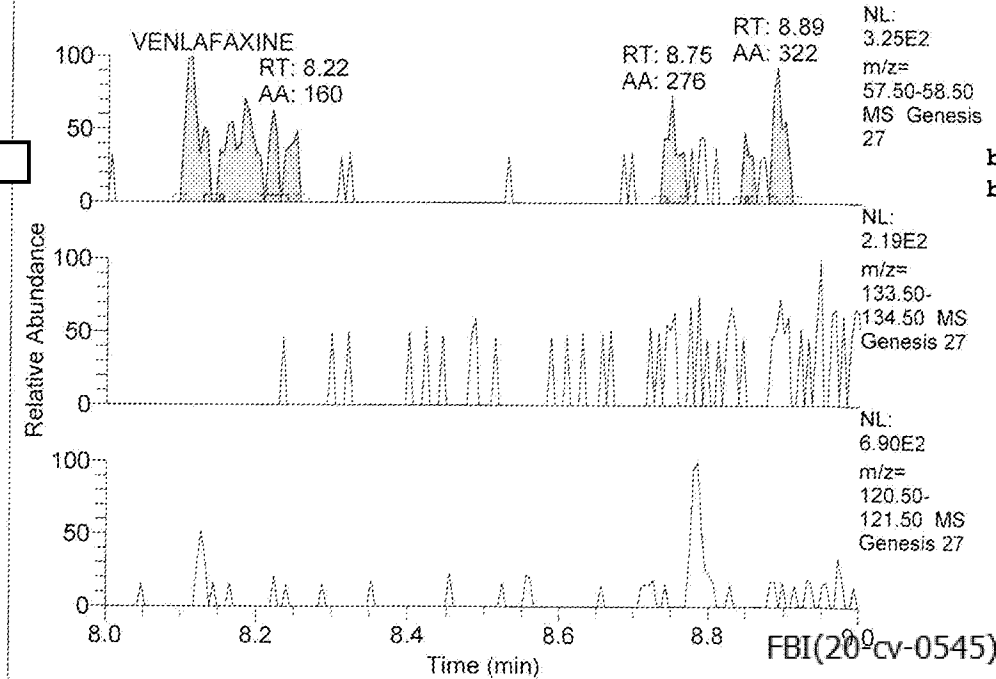 VENLAFAXINE
RT: 8.22
AA: 160
RT: 8.75
AA: 276
RT: 8.89
AA: 322
NL:
3.25E2
m/z=
57.50-58.50
MS Genesis
27
b
b
100
50
0
NL:
2.19E2
m/z=
133.50-
134.50 MS
Genesis 27
100
50
0
Relative Abundance
NL:
6.90E2
m/z=
120.50-
121.50 MS
Genesis 27
100
50
0
8.0
8.2
8.4
8.6
8.8
9.0
Time (min)
FBI(20-cv-0545)